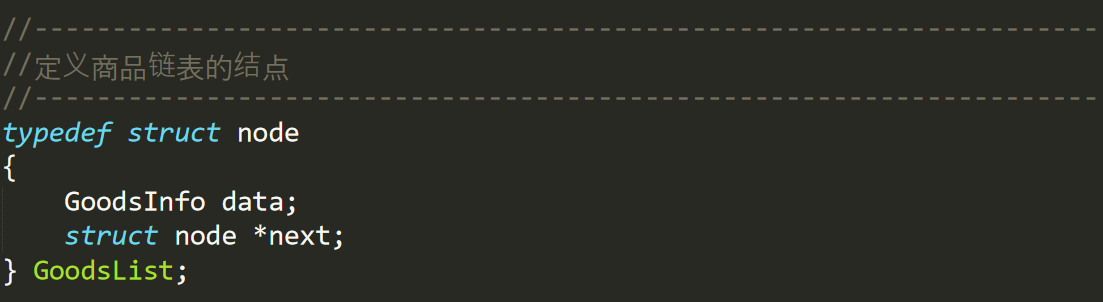 //--------------------------------------------------------------------
//定义商品链表的结点
//--------------------------------------------------------------------
typedef struct node
{
    GoodsInfo data;
    struct node *next;
} GoodsList;